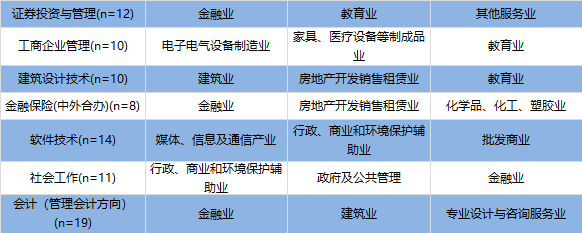 证券投资与管理(n=12) 金融业 教育业 其他服务业
工商企业管理(n=10) 电子电气设备制造业 家具、医疗设备等制成品
业 教育业
建筑设计技术(n=10) 建筑业 房地产开发销售租赁业 教育业
金融保险(中外合办)(n=8) 金融业 房地产开发销售租赁业 化学品、化工、塑胶业
软件技术(n=14) 媒体、信息及通信产业 行政、商业和环境保护辅
助业 批发商业
社会工作(n=11) 行政、商业和环境保护辅
助业 政府及公共管理 金融业
会计（管理会计方向）
(n=19) 金融业 建筑业 专业设计与咨询服务业